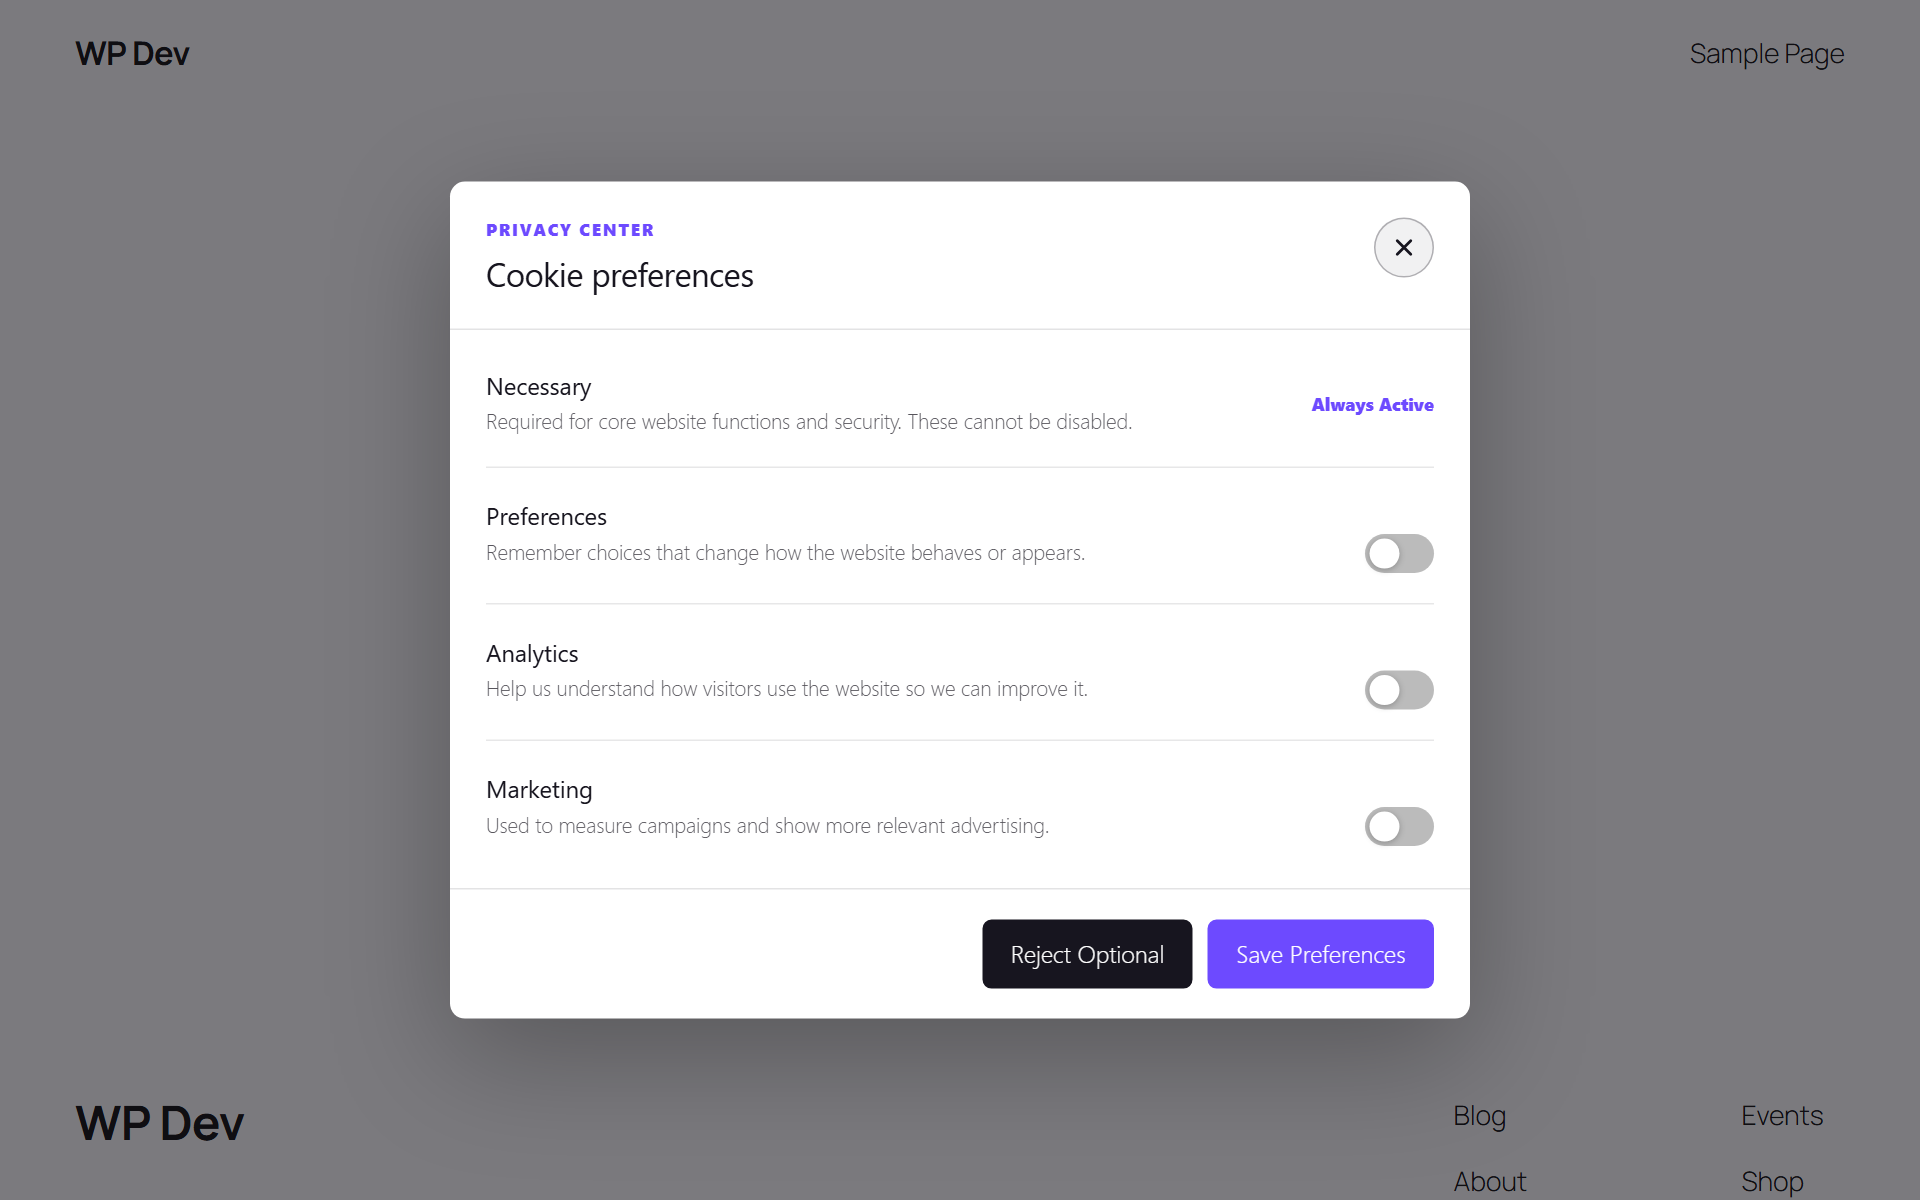 WP Dev
Sample Page
PRIVACY CENTER
Cookie preferences
Necessary
Required for core website functions and security. These cannot be disabled.
Always Active
Preferences
Remember choices that change how the website behaves or appears.
Analytics
Help us understand how visitors use the website so we can improve it.
Marketing
Used to measure campaigns and show more relevant advertising.
Reject Optional
Save Preferences
WP Dev
Blog
Events
About
Shop